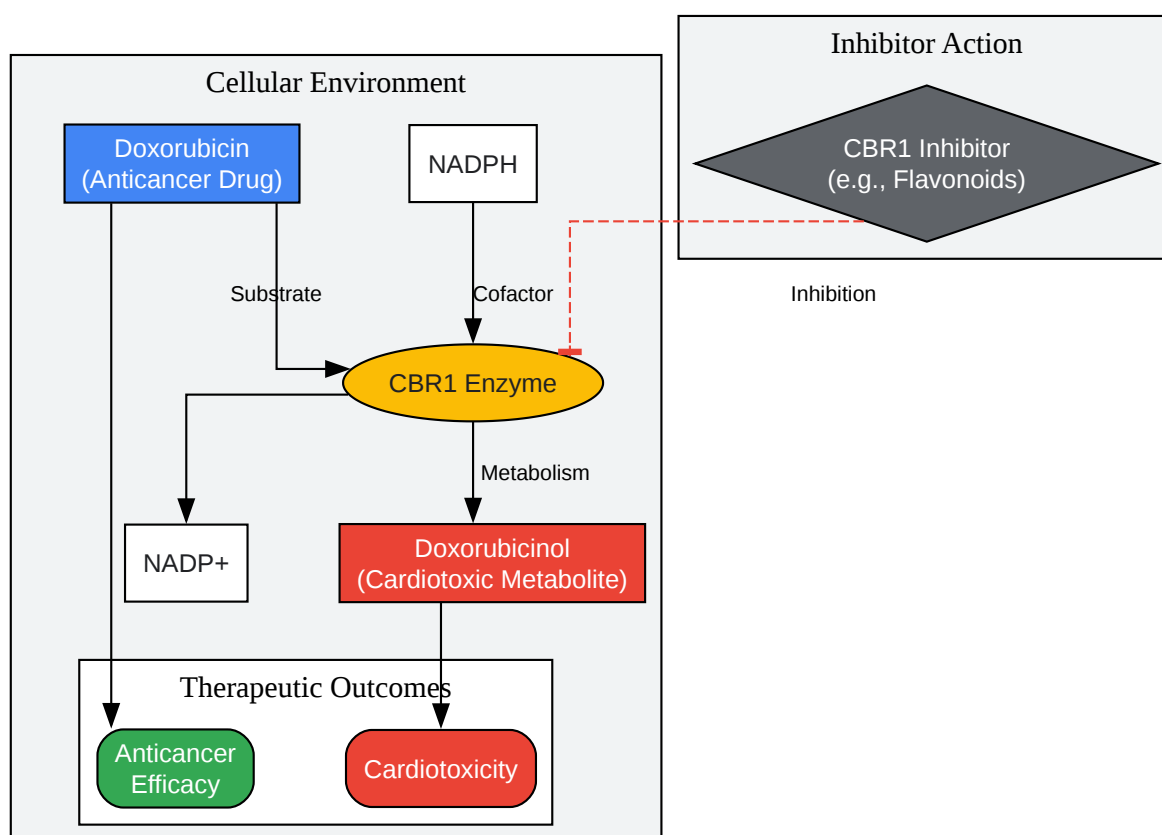 Inhibitor Action
CBR1 Inhibitor
(e.g., Flavonoids)
Cellular Environment
Doxorubicin
(Anticancer Drug)
NADPH
Substrate
Cofactor
Inhibition
CBR1 Enzyme
Metabolism
NADP+
Doxorubicinol
(Cardiotoxic Metabolite)
Therapeutic Outcomes
Anticancer
Efficacy
Cardiotoxicity